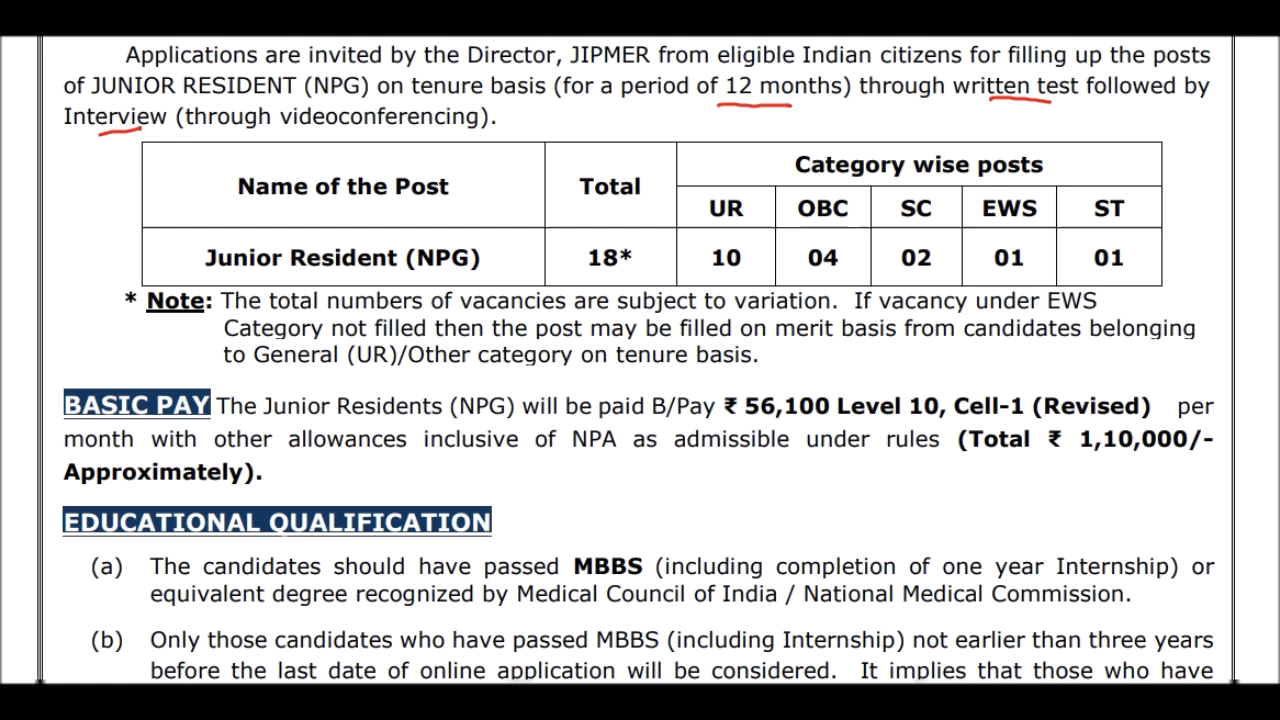 Applications are invited by the Director, JIPMER from eligible Indian citizens for filling up the posts
of JUNIOR RESIDENT (NPG) on tenure basis (for a period of 12 months) through written test followed by
Interview (through videoconferencing).
Name of the Post Total Category wise posts
UR OBC SC EWS ST
Junior Resident (NPG) 18* 10 04 02 01 01
* Note: The total numbers of vacancies are subject to variation. If vacancy under EWS
Category not filled then the post may be filled on merit basis from candidates belonging
to General (UR)/Other category on tenure basis.
BASIC PAY The Junior Residents (NPG) will be paid B/Pay ₹ 56,100 Level 10, Cell-1 (Revised) per
month with other allowances inclusive of NPA as admissible under rules (Total ₹ 1,10,000/-
Approximately).
EDUCATIONAL QUALIFICATION
(a) The candidates should have passed MBBS (including completion of one year Internship) or
equivalent degree recognized by Medical Council of India / National Medical Commission.
(b) Only those candidates who have passed MBBS (including Internship) not earlier than three years
before the last date of online application will be considered. It implies that those who have